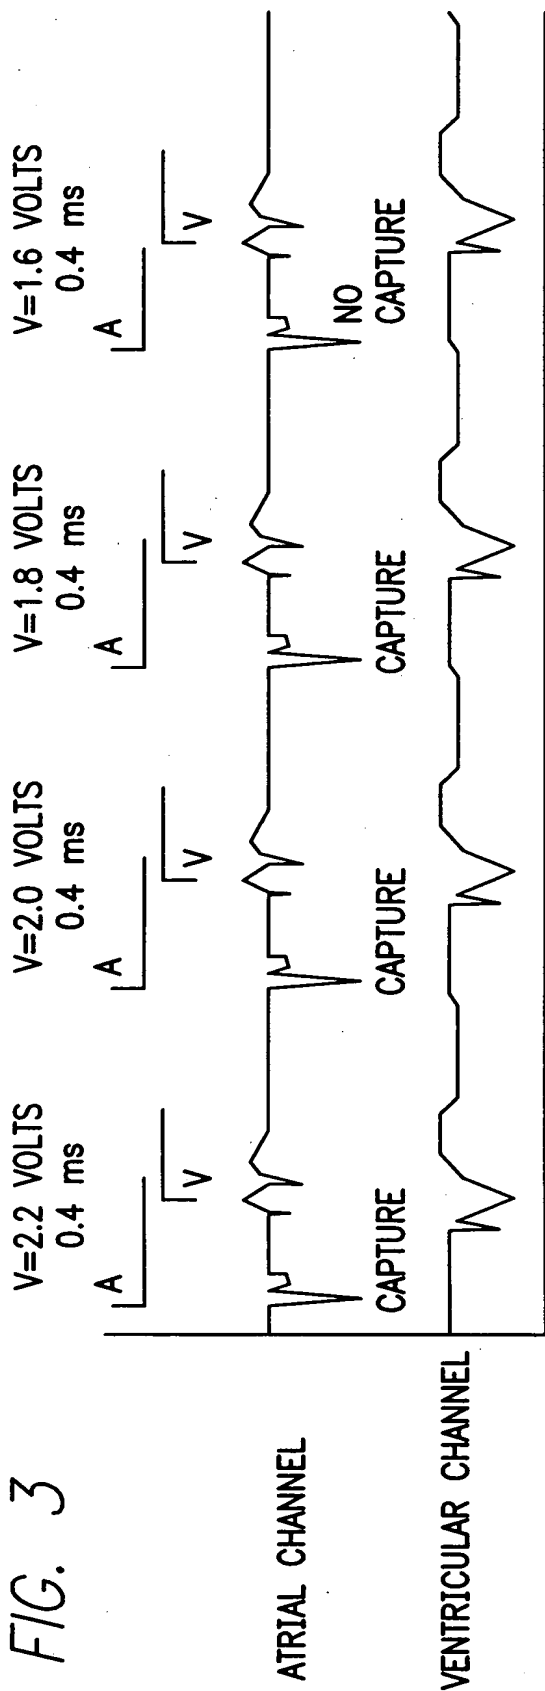 FIG. 3
V=2.2 VOLTS
0.4 ms
V=2.0 VOLTS
0.4 ms
V=1.8 VOLTS
0.4 ms
V=1.6 VOLTS
0.4 ms
A
V
A
V
A
V
A
V
ATRIAL CHANNEL
CAPTURE
CAPTURE
CAPTURE
NO
CAPTURE
VENTRICULAR CHANNEL